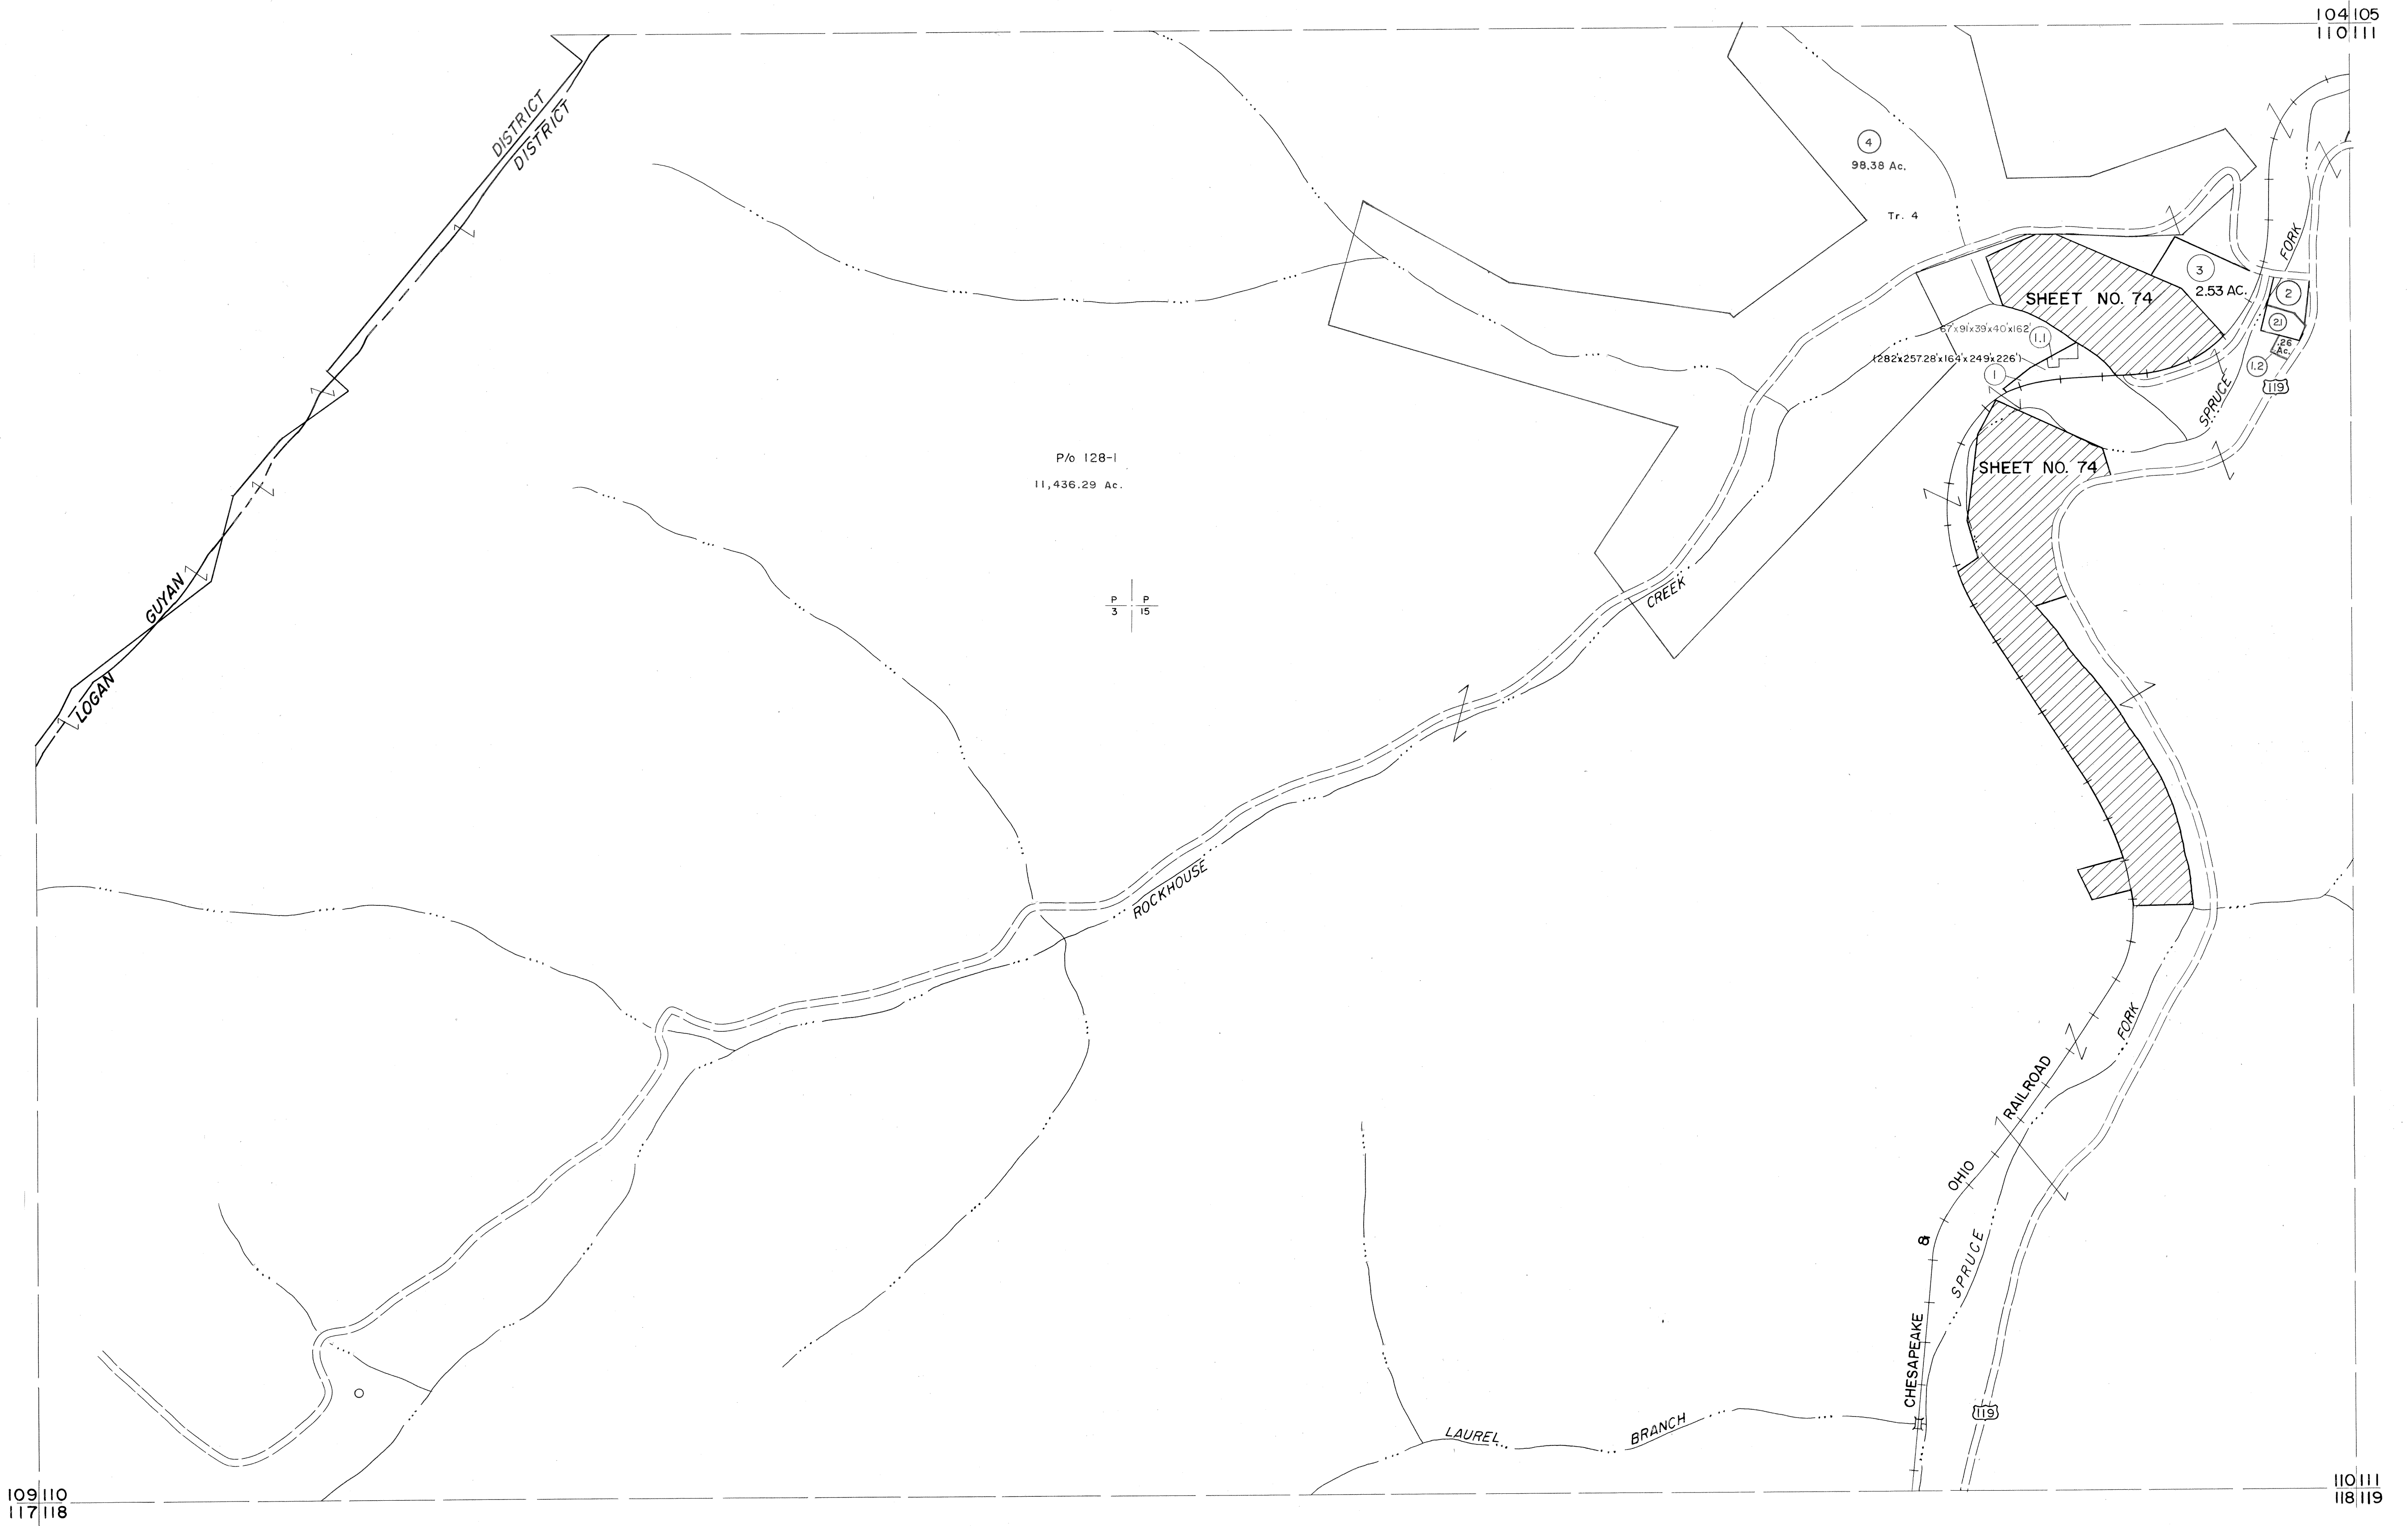 104 105
110 111
DISTRICT
DISTRICT
4
98.38 Ac.
Tr. 4
FORK
3
2.53 AC.
2
SHEET NO. 74
2.1
67'x91'x39'x40'x162'
1.1
.26
Ac.
(282'x257.28'x164'x249'x226')
1
1.2
119
SPRUCE
P/o 128-1
11,436.29 Ac.
SHEET NO. 74
GUYAN
LOGAN
P P
3 15
CREEK
ROCKHOUSE
FORK
RAILROAD
OHIO
&
SPRUCE
CHESAPEAKE
119
LAUREL
BRANCH
109 110
117 118
110 111
118 119